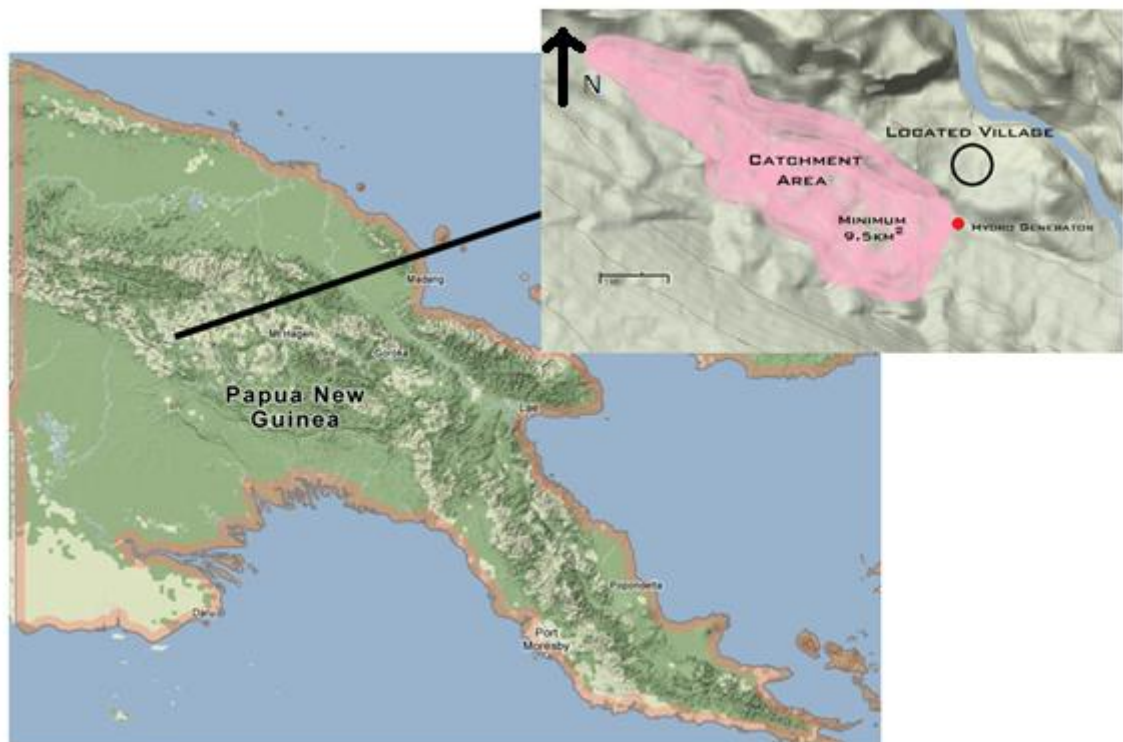 N
LOCATED VILLAGE
CATCHMENT
AREA
MINIMUM
9.5KM²
HYDRO GENERATOR
Madang
Mt Hagen
Goroka
Papua New
Guinea
Lae
Popondetta
Daru
Port
Moresby